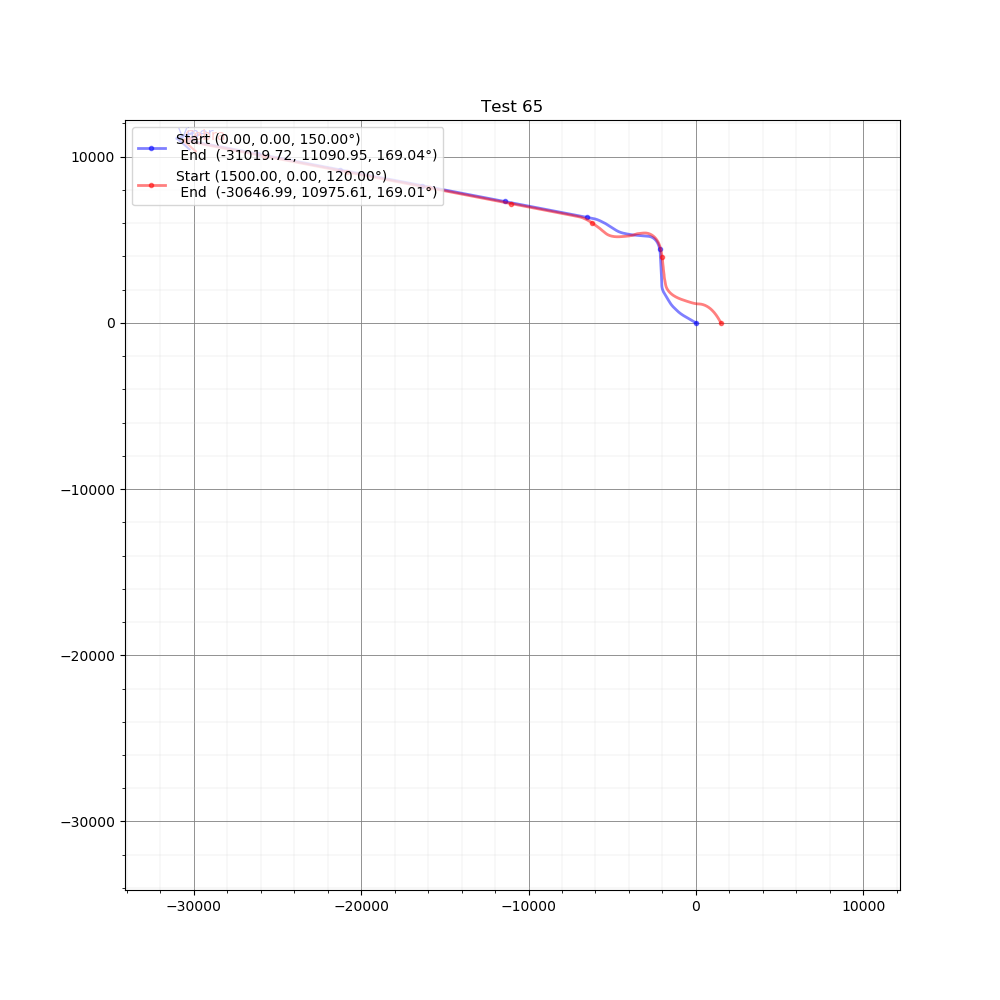 Test 65
Start (0.00, 0.00, 150.00°)
End  (-31019.72, 11090.95, 169.04°)
Start (1500.00, 0.00, 120.00°)
End  (-30646.99, 10975.61, 169.01°)
10000
0
−10000
−20000
−30000
−30000
−20000
−10000
0
10000